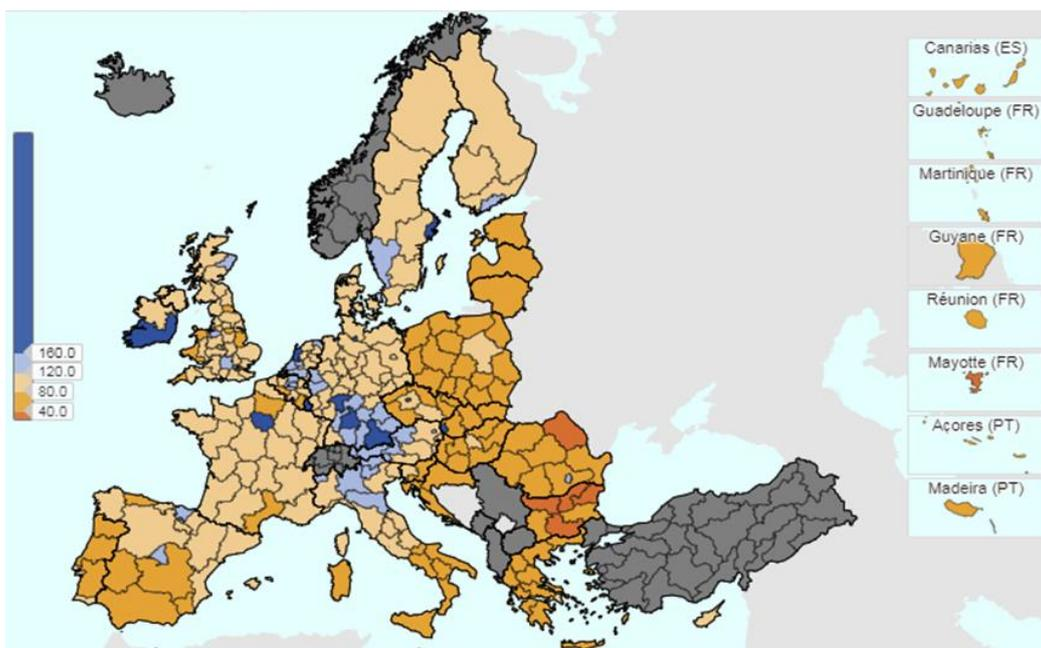 160.0
120.0
80.0
40.0
Canarias (ES)
Guadeloupe (FR)
Martinique (FR)
Guyane (FR)
Réunion (FR)
Mayotte (FR)
Açores (PT)
Madeira (PT)